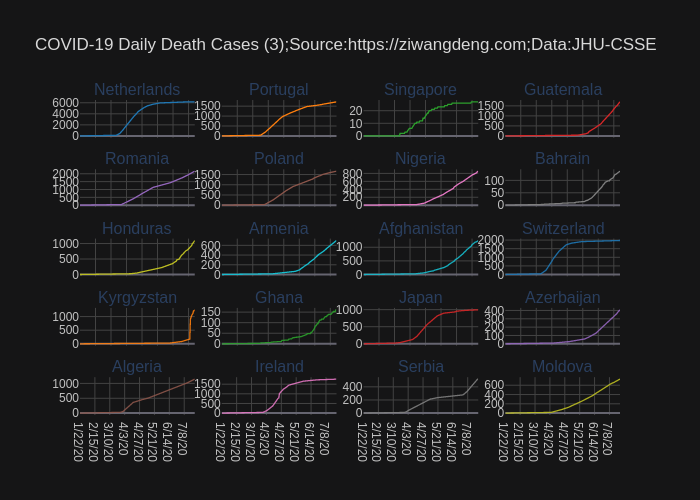 COVID-19 Daily Death Cases (3);Source:https://ziwangdeng.com;Data:JHU-CSSE
Netherlands Portugal Singapore Guatemala
6000 4000 2000 0 1500 1000 500 0 20 10 0 1500 1000 500 0
Romania Poland Nigeria Bahrain
2000 1500 1000 500 0 1500 1000 500 0 800 600 400 200 0 100 50 0
Honduras Armenia Afghanistan Switzerland
1000 500 0 600 400 200 0 1000 500 0 2000 1500 1000 500 0
Kyrgyzstan Ghana Japan Azerbaijan
1000 500 0 150 100 50 0 1000 500 0 400 300 200 100 0
Algeria Ireland Serbia Moldova
1000 500 0 1500 1000 500 0 400 200 0 600 400 200 0
1/22/20 2/15/20 3/10/20 4/3/20 4/27/20 5/21/20 6/14/20 7/8/20 1/22/20 2/15/20 3/10/20 4/3/20 4/27/20 5/21/20 6/14/20 7/8/20 1/22/20 2/15/20 3/10/20 4/3/20 4/27/20 5/21/20 6/14/20 7/8/20 1/22/20 2/15/20 3/10/20 4/3/20 4/27/20 5/21/20 6/14/20 7/8/20